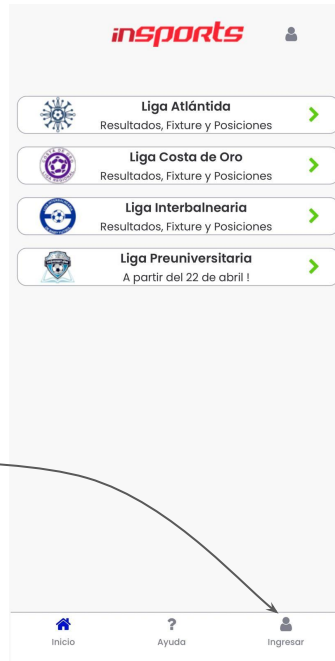 insports
Liga Atlántida
Resultados, Fixture y Posiciones
Liga Costa de Oro
Resultados, Fixture y Posiciones
Liga Interbalnearia
Resultados, Fixture y Posiciones
Liga Preuniversitaria
A partir del 22 de abril !
?
Inicio
Ayuda
Ingresar